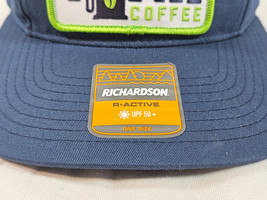 COFFEE
RICHARDSON
R-ACTIVE
UPF 50+